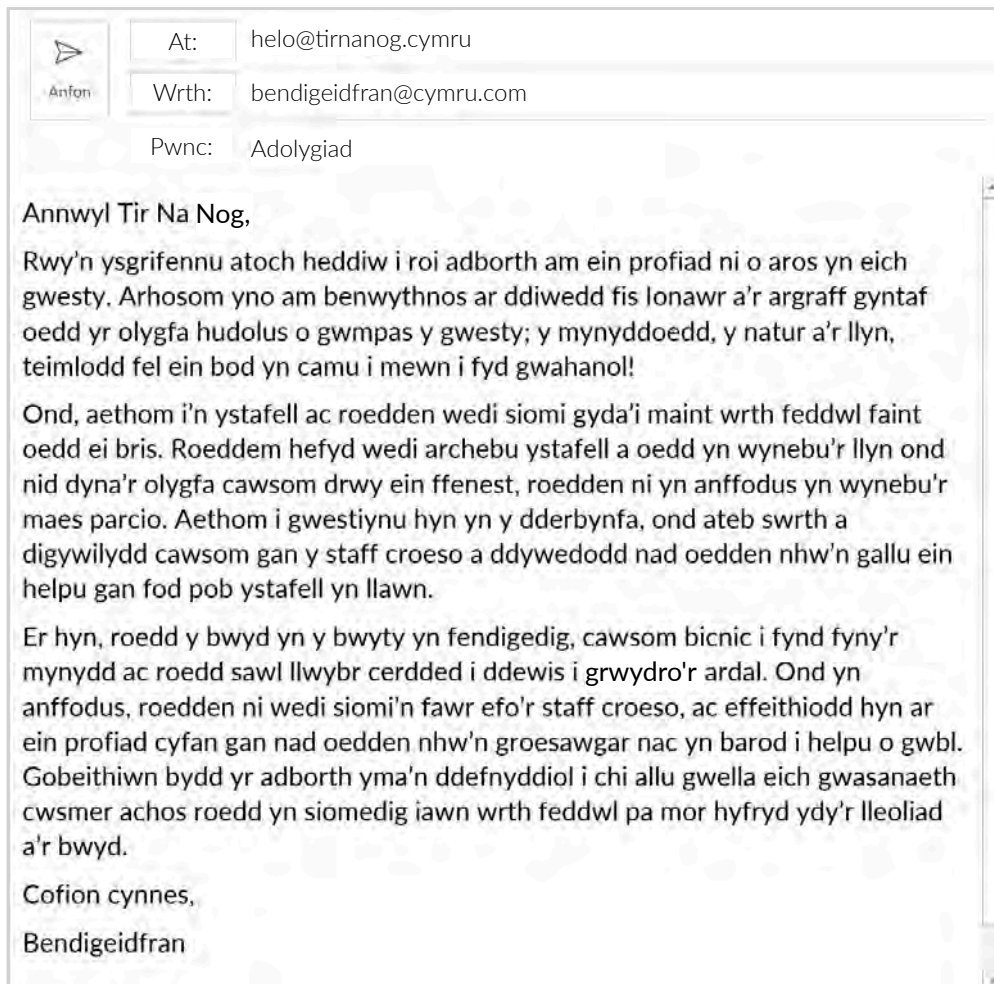 At: helo@tirnanog.cymru
Anfon
Wrth: bendigeidfran@cymru.com
Pwnc: Adolygiad
Annwyl Tir Na Nog,
Rwy'n ysgrifennu atoch heddiw i roi adborth am ein profiad ni o aros yn eich
gwesty. Arhosom yno am benwythnos ar ddiwedd fis Ionawr a'r argraff gyntaf
oedd yr olygfa hudolus o gwmpas y gwesty; y mynyddoedd, y natur a'r llyn,
teimlodd fel ein bod yn camu i mewn i fyd gwahanol!
Ond, aethom i'n ystafell ac roedden wedi siomi gyda'i maint wrth feddwl faint
oedd ei bris. Roeddem hefyd wedi archebu ystafell a oedd yn wynebu'r llyn ond
nid dyna'r olygfa cawsom drwy ein ffenest, roedden ni yn anffodus yn wynebu'r
maes parcio. Aethom i gwestiynu hyn yn y dderbynfa, ond ateb swrth a
digywilydd cawsom gan y staff croeso a ddywedodd nad oedden nhw'n gallu ein
helpu gan fod pob ystafell yn llawn.
Er hyn, roedd y bwyd yn y bwyty yn fendigedig, cawsom bicnic i fynd fyny'r
mynydd ac roedd sawl llwybr cerdded i ddewis i grwydro'r ardal. Ond yn
anffodus, roedden ni wedi siomi'n fawr efo'r staff croeso, ac effeithiodd hyn ar
ein profiad cyfan gan nad oedden nhw'n groesawgar nac yn barod i helpu o gwbl.
Gobeithiwn bydd yr adborth yma'n ddefnyddiol i chi allu gwella eich gwasanaeth
cwsmer achos roedd yn siomedig iawn wrth feddwl pa mor hyfryd ydy'r lleoliad
a'r bwyd.
Cofion cynnes,
Bendigeidfran